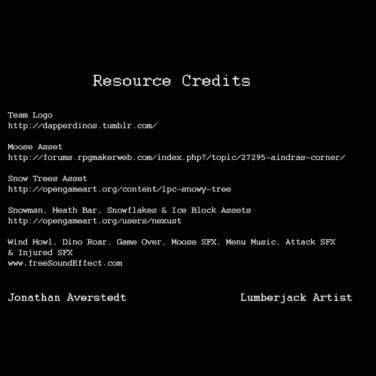 Resource Credits
Team Logo
http://dapperdinos.tumblr.com/
Moose Asset
http://forums.rpgmakerweb.com/index.php?/topic/27295-aindras-corner/
Snow Trees Asset
http://opengameart.org/content/lpc-snowy-tree
Snowman, Heath Bar, Snowflakes & Ice Block Assets
http://opengameart.org/users/nexust
Wind Howl, Dino Roar, Game Over, Moose SFX, Menu Music, Attack SFX
& Injured SFX
www.freeSoundEffect.com
Jonathan Averstedt Lumberjack Artist